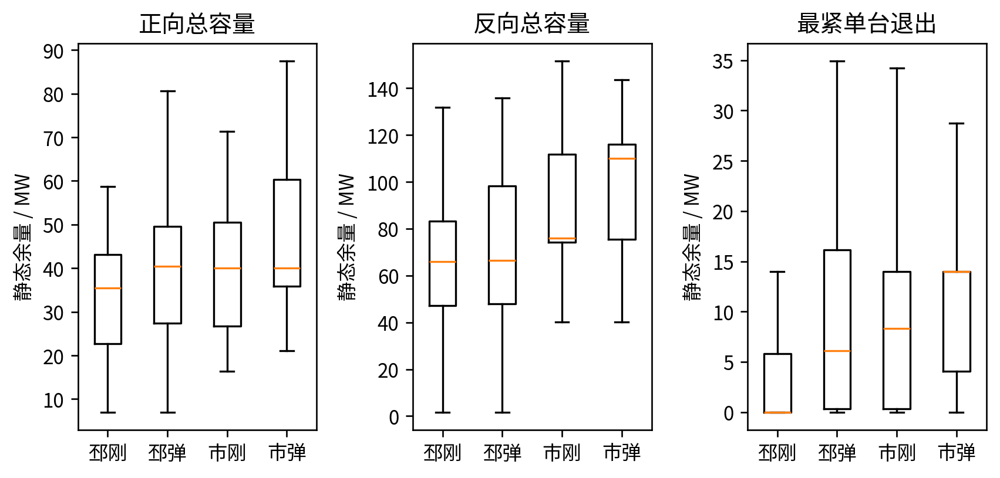 正向总容量
静态余量 / MW
90
80
70
60
50
40
30
20
10
邳刚 邳弹 市刚 市弹
反向总容量
静态余量 / MW
140
120
100
80
60
40
20
0
邳刚 邳弹 市刚 市弹
最紧单台退出
静态余量 / MW
35
30
25
20
15
10
5
0
邳刚 邳弹 市刚 市弹